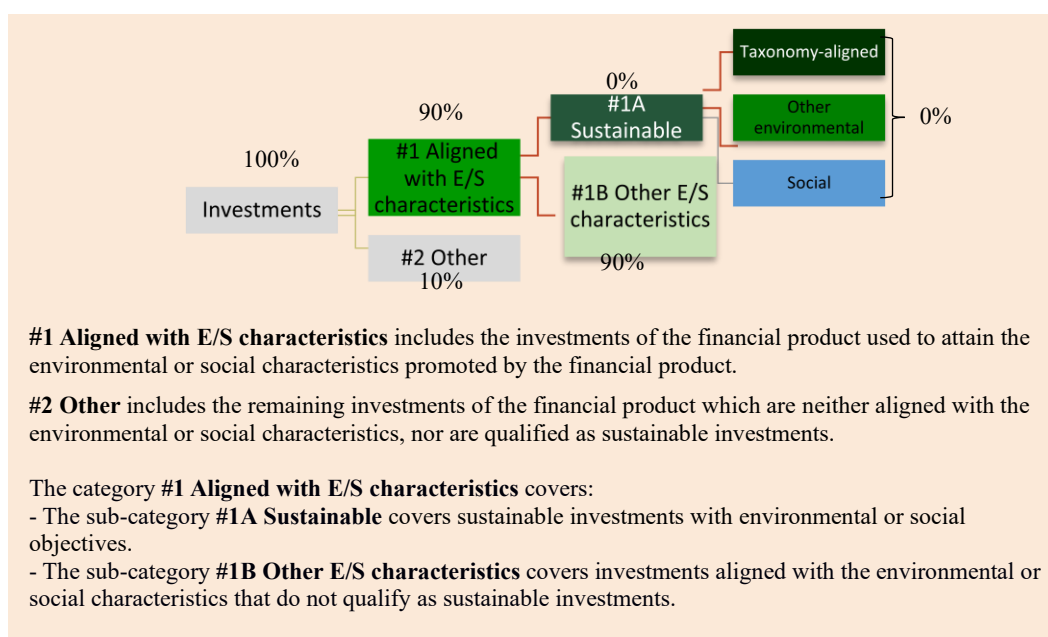 Taxonomy-aligned
0%
#1A
Sustainable
Other
environmental
0%
90%
#1 Aligned
with E/S
characteristics
100%
Investments
#1B Other E/S
characteristics
90%
Social
#2 Other
10%
#1 Aligned with E/S characteristics includes the investments of the financial product used to attain the
environmental or social characteristics promoted by the financial product.
#2 Other includes the remaining investments of the financial product which are neither aligned with the
environmental or social characteristics, nor are qualified as sustainable investments.
The category #1 Aligned with E/S characteristics covers:
- The sub-category #1A Sustainable covers sustainable investments with environmental or social
objectives.
- The sub-category #1B Other E/S characteristics covers investments aligned with the environmental or
social characteristics that do not qualify as sustainable investments.